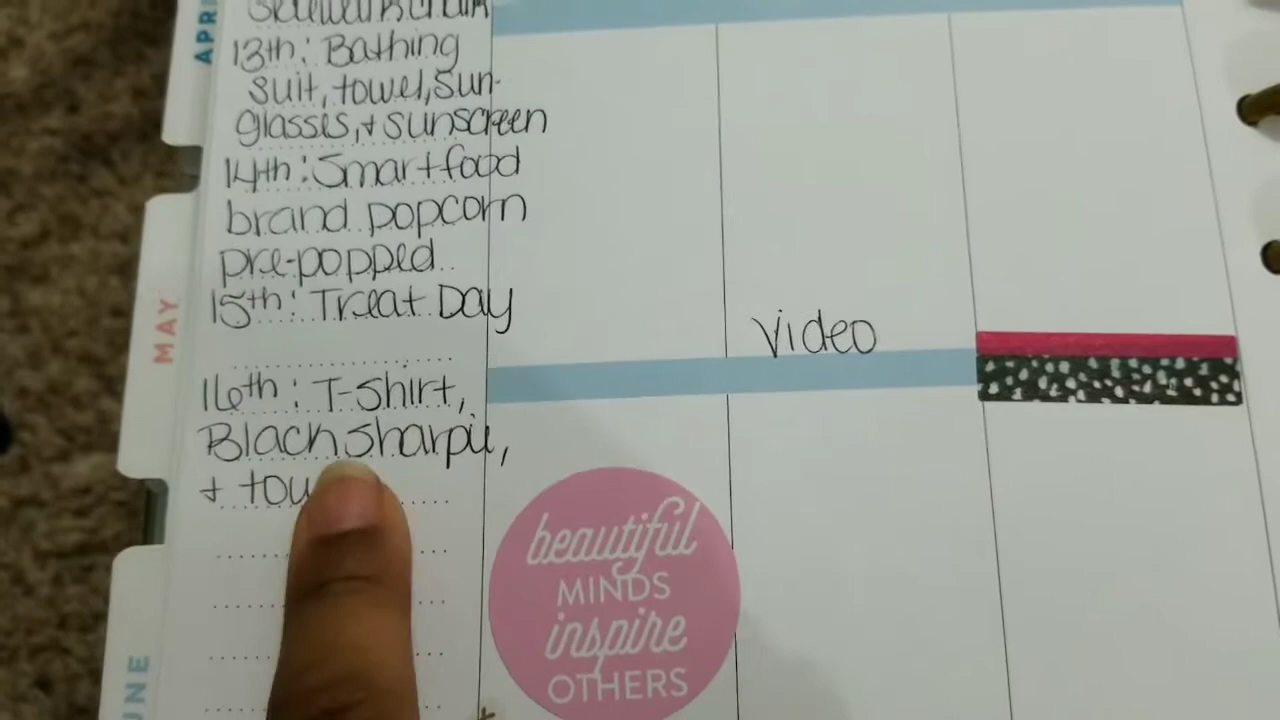 APR
13th: Bathing
suit, towel, sun-
glasses, + sunscreen
14th: Smartfood
brand popcorn
pre-popped
15th: Treat Day
16th: T-Shirt,
Black Sharpie,
+
MAY
UNE
Video
beautiful
MINDS
inspire
OTHERS